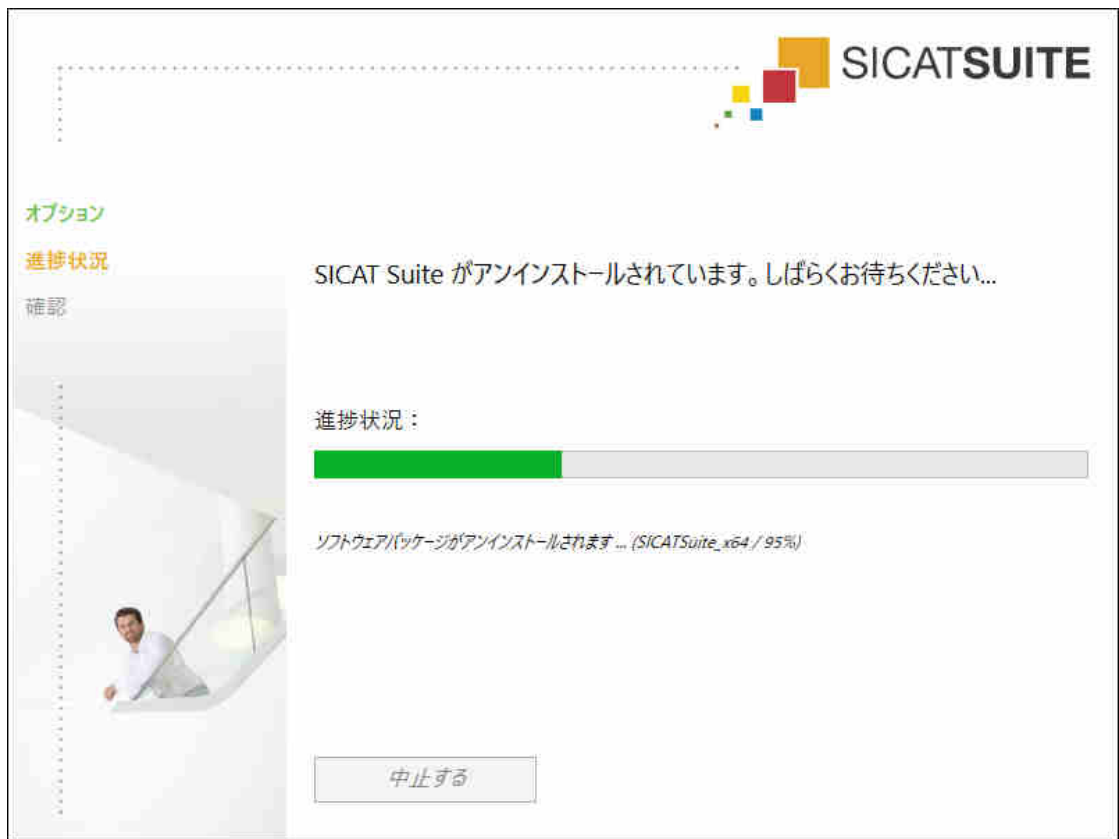 SICATSUITE
オプション
進捗状況
確認
SICAT Suite がアンインストールされています。しばらくお待ちください...
進捗状況：
ソフトウェアパッケージがアンインストールされます ... (SICATSuite_x64 / 95%)
中止する